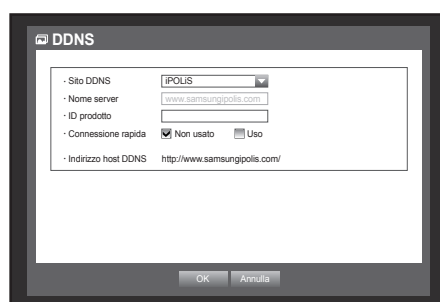 DDNS
· Sito DDNS iPOLiS
· Nome server www.samsungipolis.com
· ID prodotto
· Connessione rapida Non usato Uso
· Indirizzo host DDNS http://www.samsungipolis.com/
OK Annulla